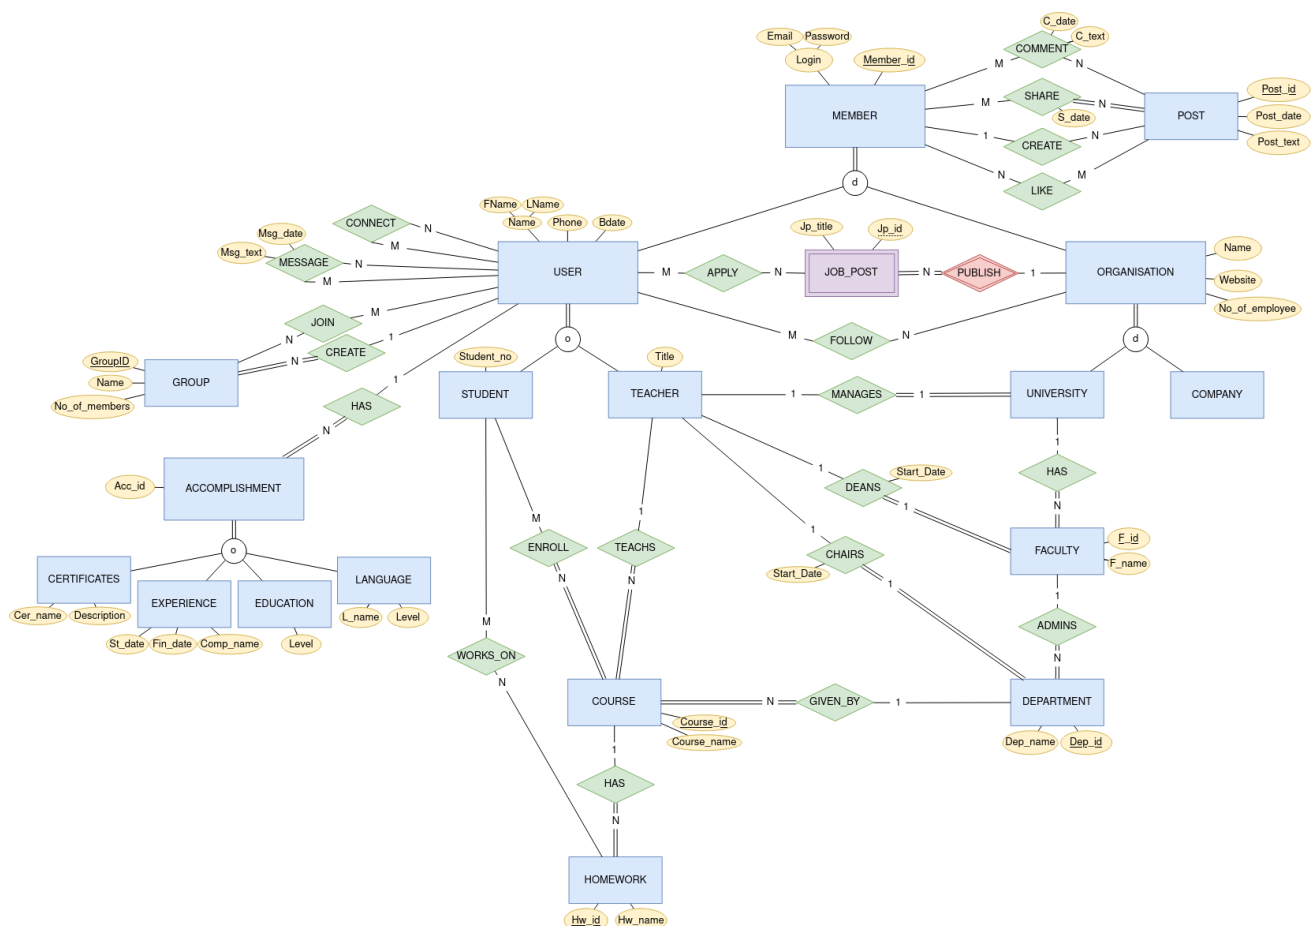 C_date
Email
Password
C_text
COMMENT
Login
Member_id
M
N
Post_id
SHARE
M
N
MEMBER
POST
Post_date
S_date
1
N
Post_text
CREATE
N
M
d
LIKE
FName
LName
CONNECT
Name
Phone
Bdate
Jp_title
Jp_id
N
Msg_date
M
Name
Msg_text
MESSAGE
N
USER
M
APPLY
N
JOB_POST
N
PUBLISH
1
ORGANISATION
M
Website
No_of_employee
JOIN
M
1
M
FOLLOW
N
N
CREATE
o
d
GroupID
N
Student_no
Title
Name
GROUP
1
STUDENT
TEACHER
1
MANAGES
1
UNIVERSITY
COMPANY
No_of_members
HAS
N
1
1
HAS
Start_Date
Acc_id
ACCOMPLISHMENT
DEANS
1
N
M
1
1
F_id
ENROLL
TEACHS
CHAIRS
FACULTY
o
F_name
CERTIFICATES
LANGUAGE
Start_Date
N
N
1
1
EXPERIENCE
EDUCATION
Cer_name
Description
L_name
Level
M
ADMINS
St_date
Fin_date
Comp_name
Level
WORKS_ON
N
N
COURSE
N
GIVEN_BY
1
DEPARTMENT
Course_id
Course_name
Dep_name
Dep_id
1
HAS
N
HOMEWORK
Hw_id
Hw_name